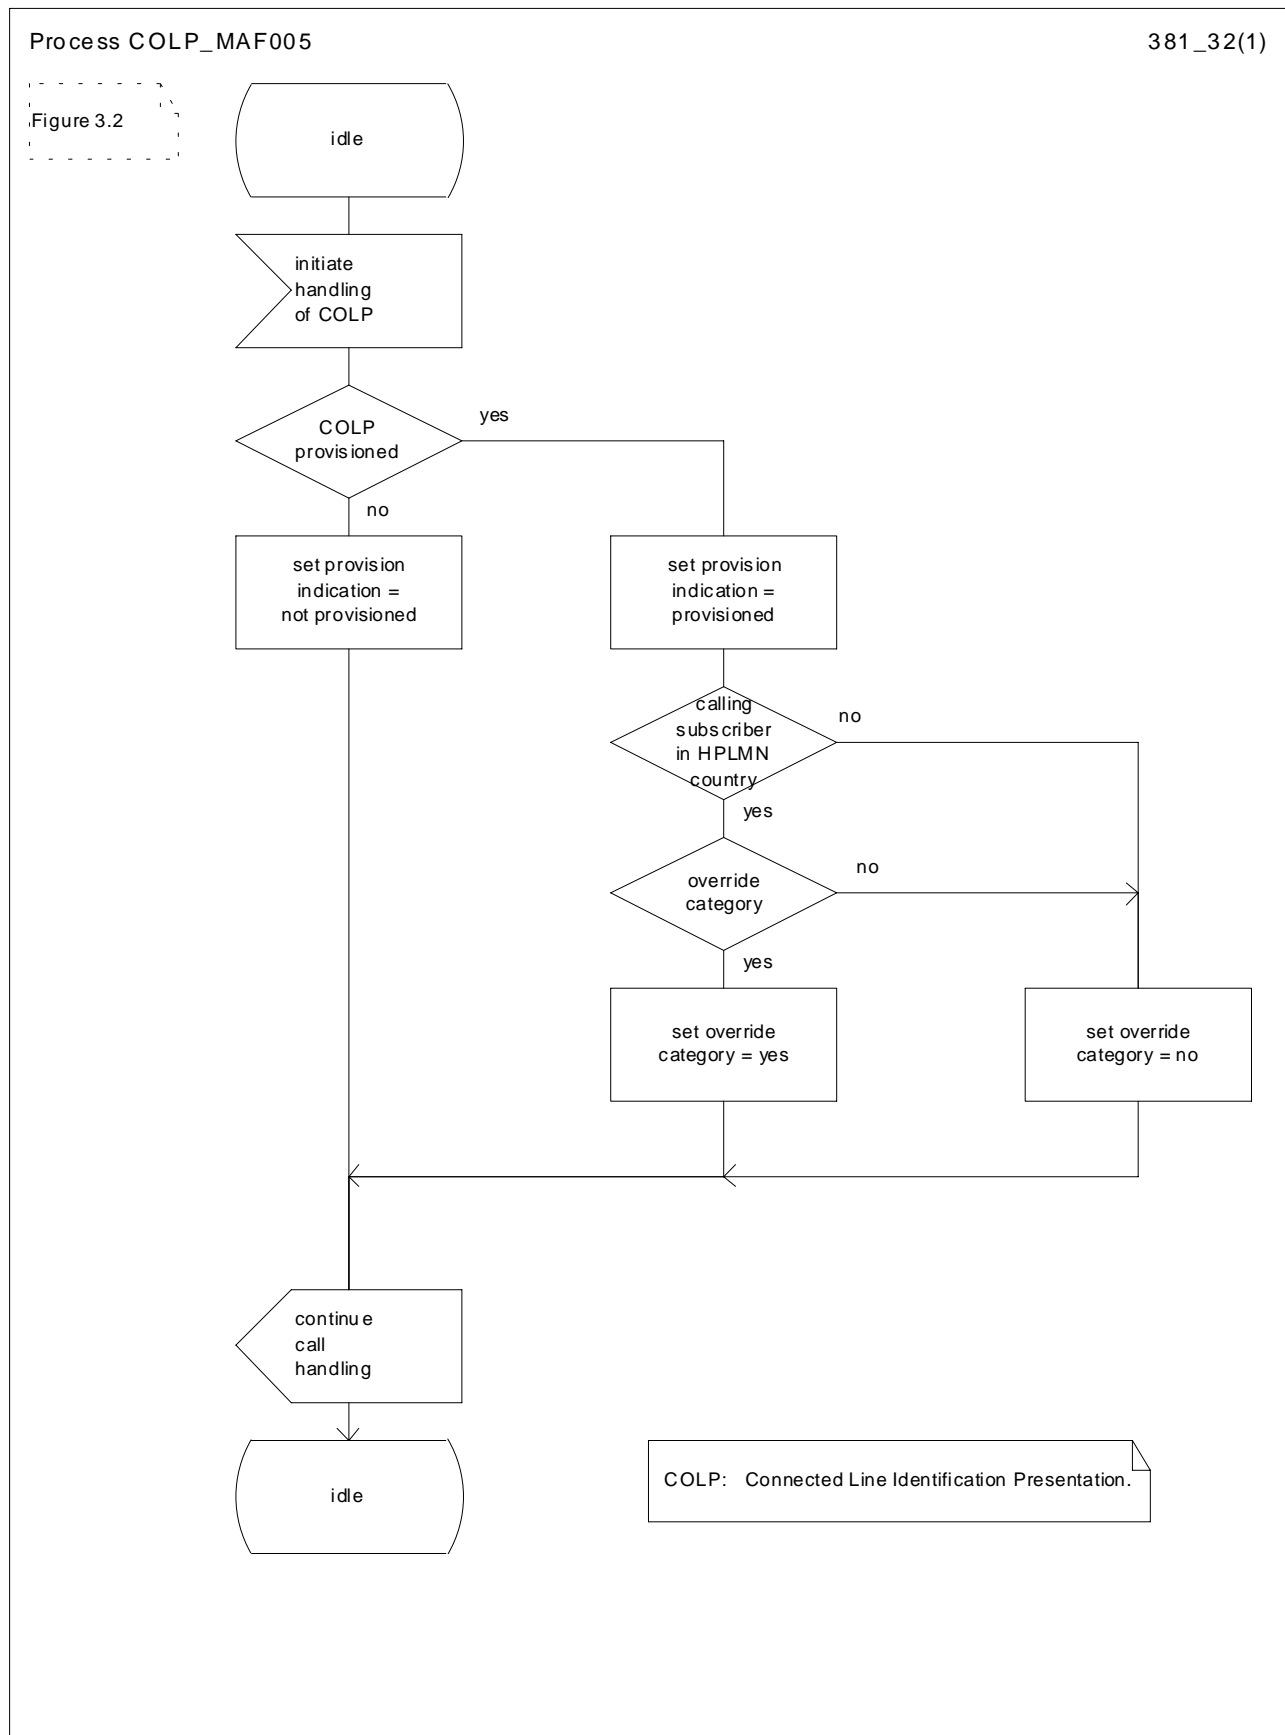 Process COLP_MAF005
381_32(1)
Figure 3.2
idle
initiate
handling
of COLP
COLP
provisioned
yes
no
set provision
indication =
not provisioned
set provision
indication =
provisioned
calling
subscriber
in HPLMN
country
no
yes
override
category
no
yes
set override
category = yes
set override
category = no
continue
call
handling
idle
COLP: Connected Line Identification Presentation.